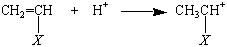 CH₂=CH + H⁺ ⟶ CH₃CH⁺
X X